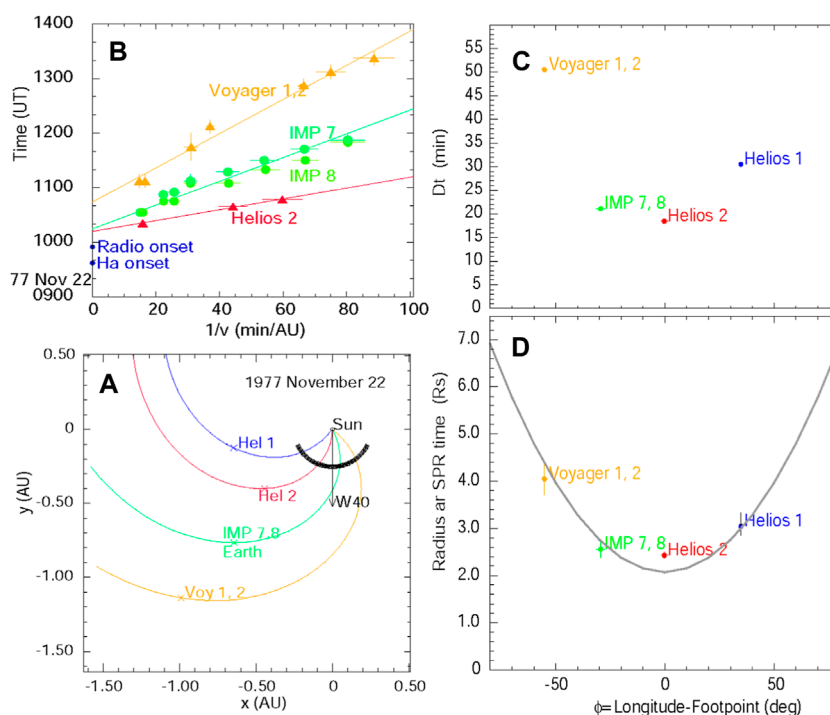 B
Time (UT)
1400
1300
1200
1100
1000
0900
77 Nov 22
Voyager 1,2
IMP 7
IMP 8
Helios 2
Radio onset
Ha onset
0
20
40
60
80
100
1/v (min/AU)
C
Dt (min)
60
55
50
45
40
35
30
25
20
15
10
5
0
Voyager 1, 2
Helios 1
IMP 7, 8
Helios 2
A
1977 November 22
y (AU)
0.50
0
-0.50
-1.00
-1.50
Sun
Hel 1
Hel 2
W40
IMP 7,8
Earth
Voy 1, 2
-1.50
-1.00
-0.50
0
0.50
x (AU)
D
Radius ar SPR time (Rs)
7.0
6.0
5.0
4.0
3.0
2.0
1.0
0
Voyager 1, 2
Helios 1
IMP 7, 8
Helios 2
-50
0
50
ϕ=Longitude-Footpoint (deg)